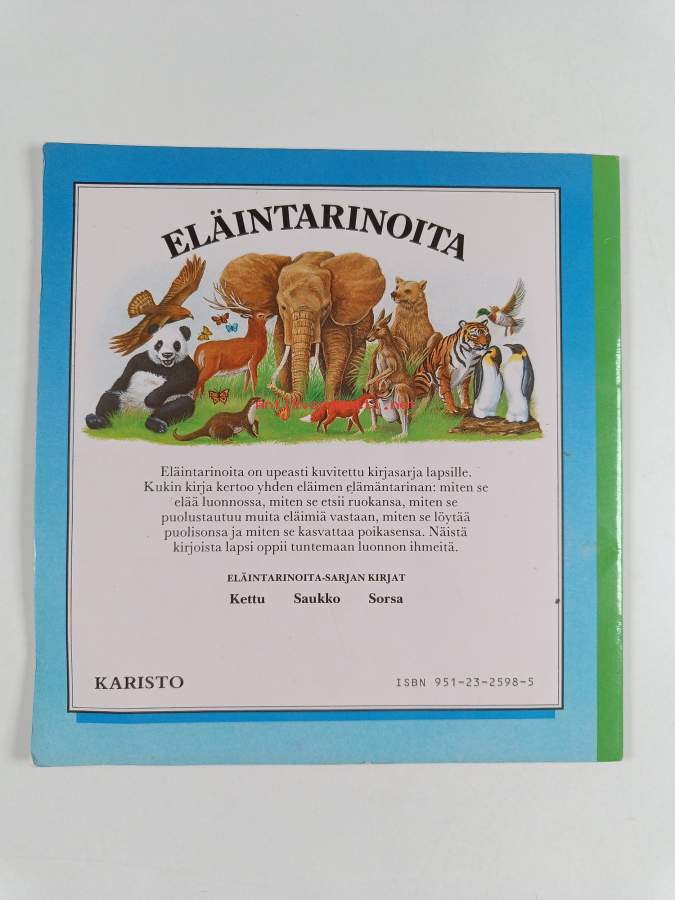 ELÄINTARINOITA
Eläintarinoita on upeasti kuvitettu kirjasarja lapsille.
Kukin kirja kertoo yhden eläimen elämäntarinan: miten se
elää luonnossa, miten se etsii ruokansa, miten se
puolustautuu muita eläimiä vastaan, miten se löytää
puolisonsa ja miten se kasvattaa poikasensa. Näistä
kirjoista lapsi oppii tuntemaan luonnon ihmeitä.
ELÄINTARINOITA-SARJAN KIRJAT
Kettu Saukko Sorsa
KARISTO ISBN 951-23-2598-5